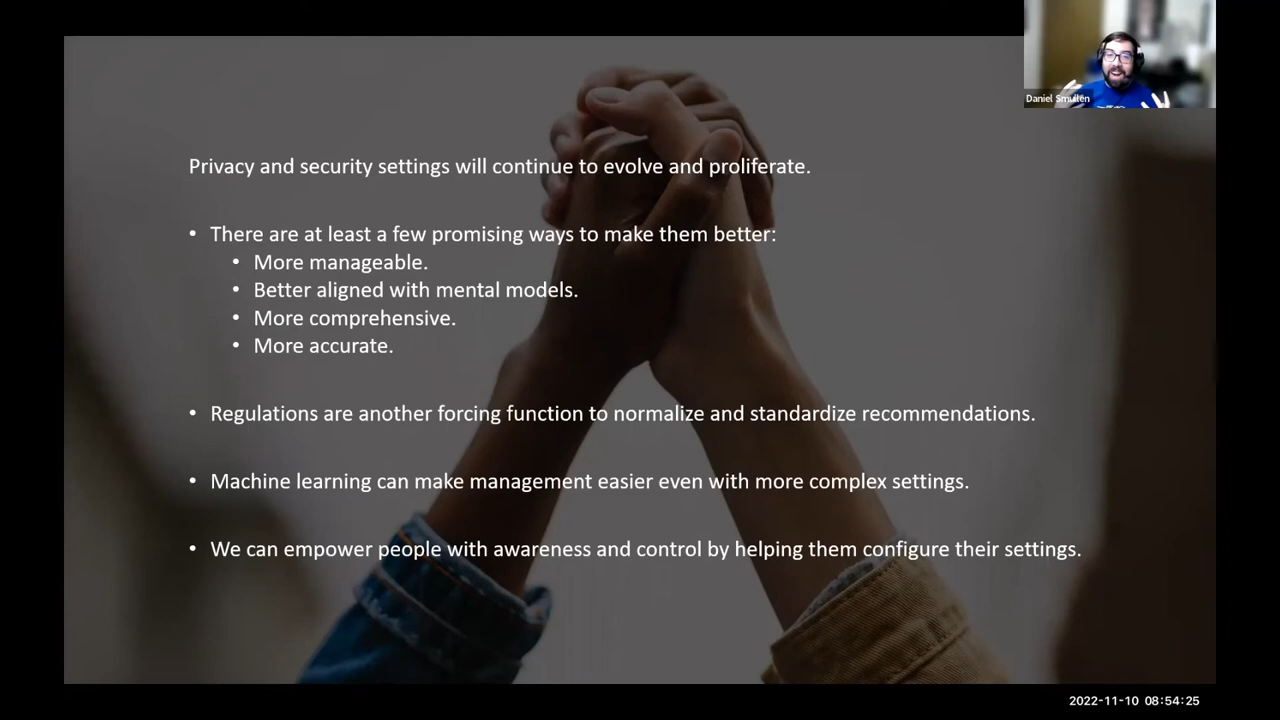 Daniel Smullen
Privacy and security settings will continue to evolve and proliferate.
• There are at least a few promising ways to make them better:
• More manageable.
• Better aligned with mental models.
• More comprehensive.
• More accurate.
• Regulations are another forcing function to normalize and standardize recommendations.
• Machine learning can make management easier even with more complex settings.
• We can empower people with awareness and control by helping them configure their settings.
2022-11-10 08:54:25